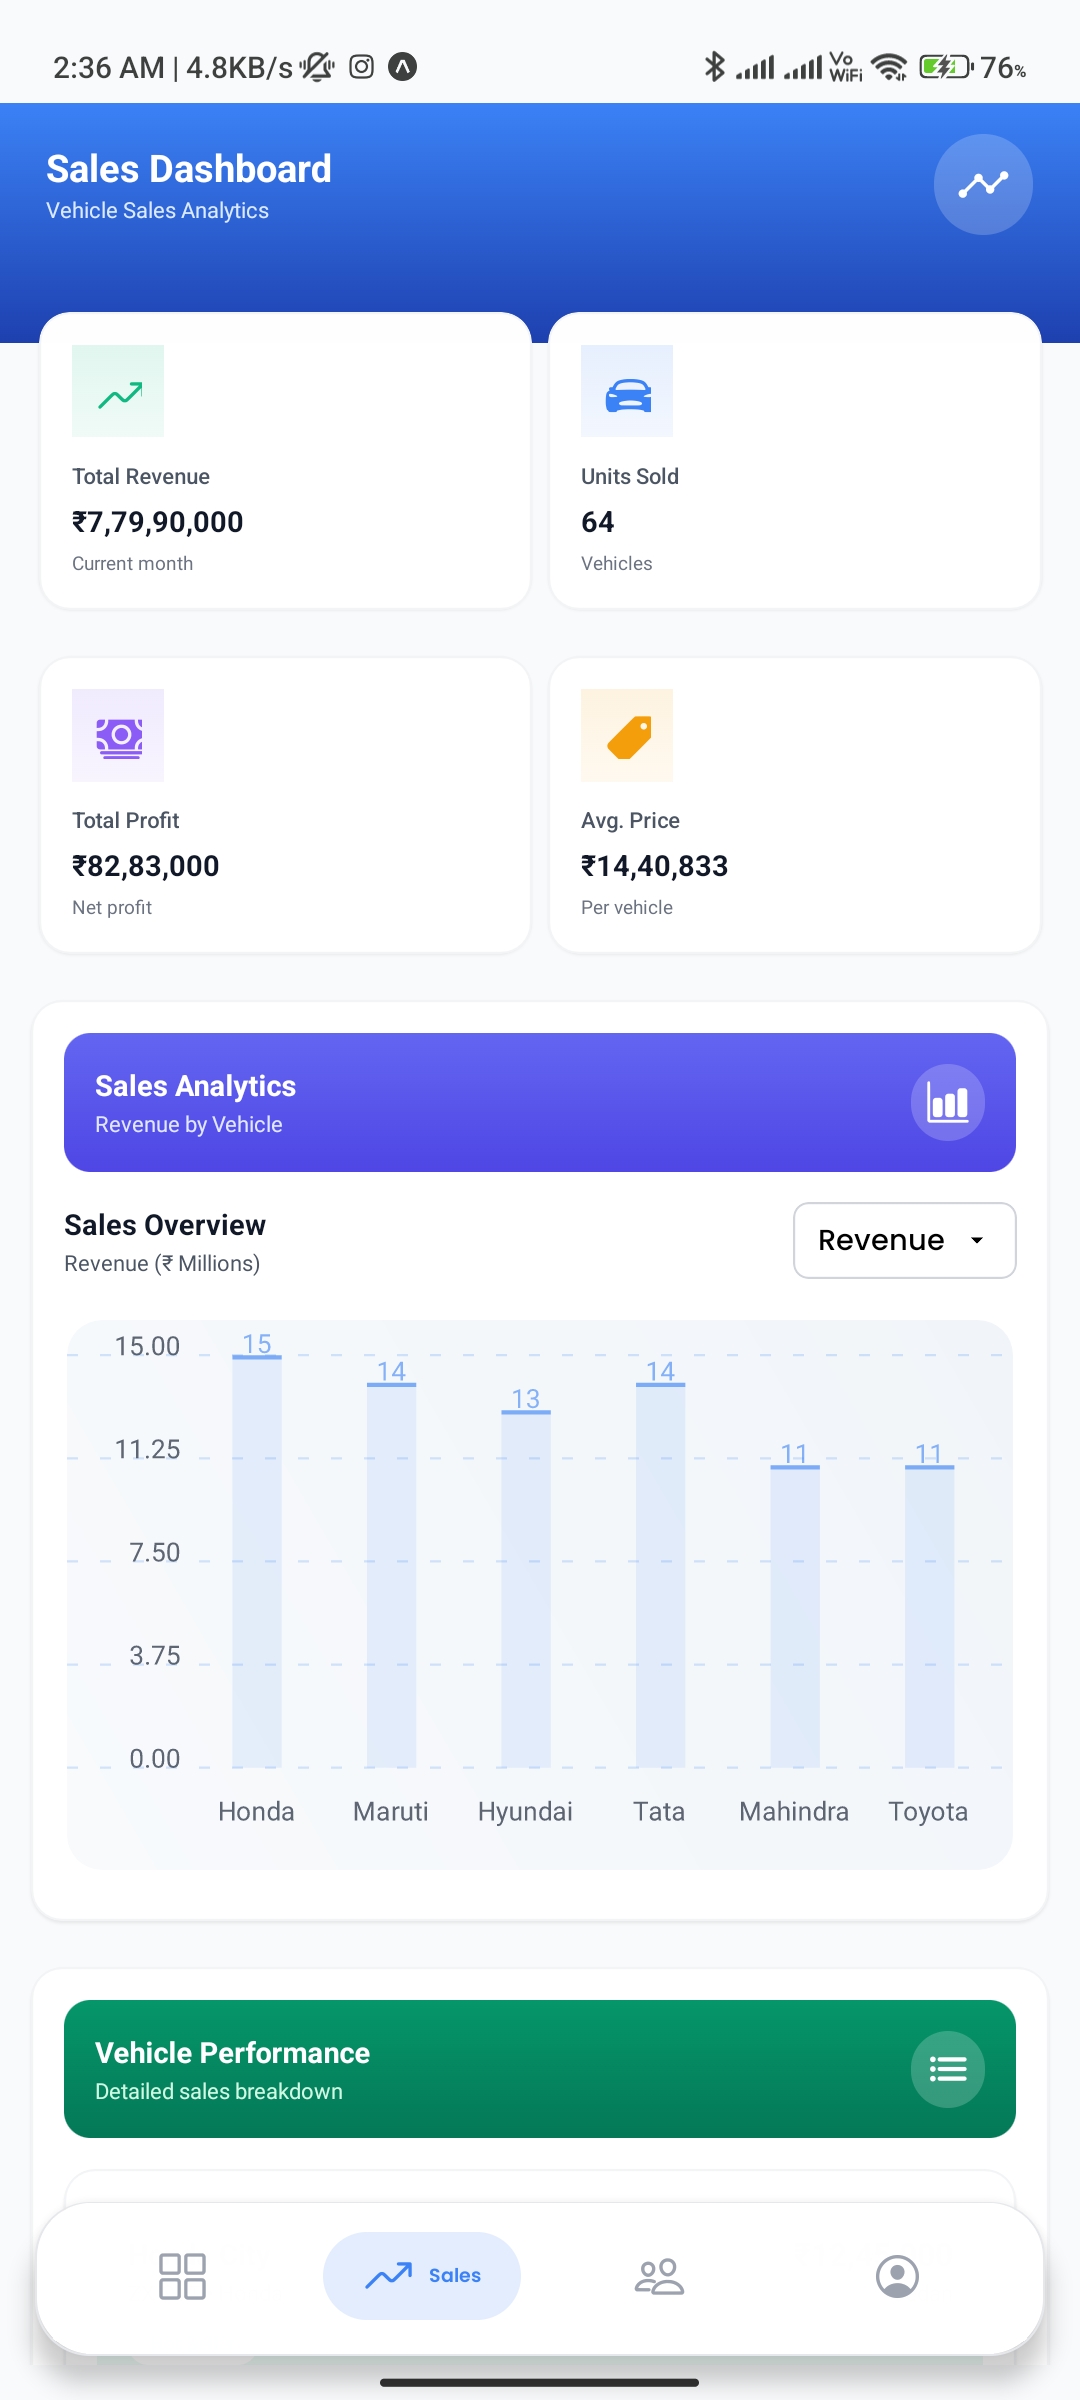 2:36 AM | 4.8KB/s Vo WiFi 76%
Sales Dashboard
Vehicle Sales Analytics
Total Revenue
₹7,79,90,000
Current month
Units Sold
64
Vehicles
Total Profit
₹82,83,000
Net profit
Avg. Price
₹14,40,833
Per vehicle
Sales Analytics
Revenue by Vehicle
Sales Overview
Revenue (₹ Millions)
Revenue
15.00
11.25
7.50
3.75
0.00
15 14 13 14 11 11
Honda Maruti Hyundai Tata Mahindra Toyota
Vehicle Performance
Detailed sales breakdown
Sales